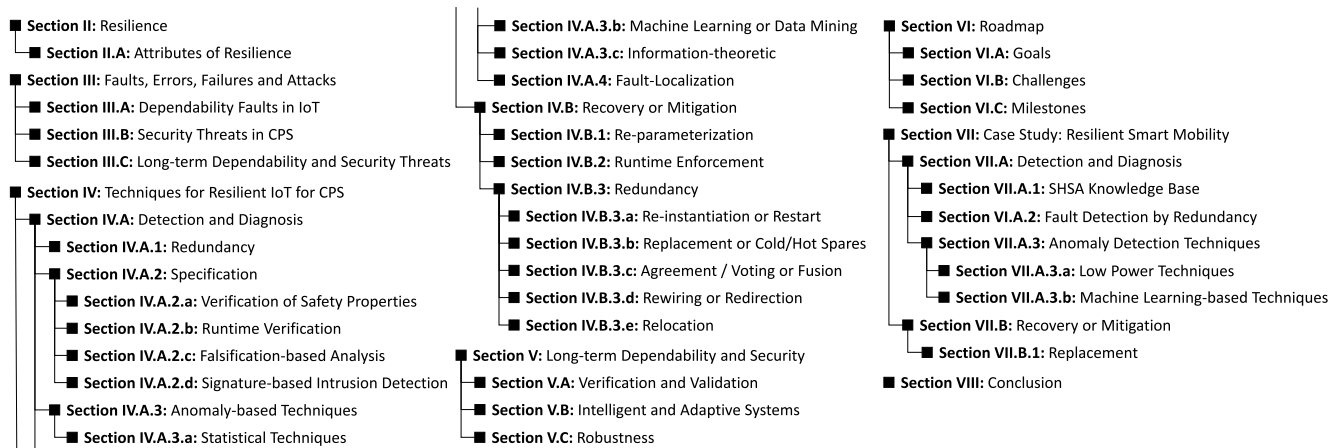 Section II: Resilience
Section II.A: Attributes of Resilience
Section III: Faults, Errors, Failures and Attacks
Section III.A: Dependability Faults in IoT
Section III.B: Security Threats in CPS
Section III.C: Long-term Dependability and Security Threats
Section IV: Techniques for Resilient IoT for CPS
Section IV.A: Detection and Diagnosis
Section IV.A.1: Redundancy
Section IV.A.2: Specification
Section IV.A.2.a: Verification of Safety Properties
Section IV.A.2.b: Runtime Verification
Section IV.A.2.c: Falsification-based Analysis
Section IV.A.2.d: Signature-based Intrusion Detection
Section IV.A.3: Anomaly-based Techniques
Section IV.A.3.a: Statistical Techniques
Section IV.A.3.b: Machine Learning or Data Mining
Section IV.A.3.c: Information-theoretic
Section IV.A.4: Fault-Localization
Section IV.B: Recovery or Mitigation
Section IV.B.1: Re-parameterization
Section IV.B.2: Runtime Enforcement
Section IV.B.3: Redundancy
Section IV.B.3.a: Re-instantiation or Restart
Section IV.B.3.b: Replacement or Cold/Hot Spares
Section IV.B.3.c: Agreement / Voting or Fusion
Section IV.B.3.d: Rewiring or Redirection
Section IV.B.3.e: Relocation
Section V: Long-term Dependability and Security
Section V.A: Verification and Validation
Section V.B: Intelligent and Adaptive Systems
Section V.C: Robustness
Section VI: Roadmap
Section VI.A: Goals
Section VI.B: Challenges
Section VI.C: Milestones
Section VII: Case Study: Resilient Smart Mobility
Section VII.A: Detection and Diagnosis
Section VII.A.1: SHSA Knowledge Base
Section VI.A.2: Fault Detection by Redundancy
Section VII.A.3: Anomaly Detection Techniques
Section VII.A.3.a: Low Power Techniques
Section VII.A.3.b: Machine Learning-based Techniques
Section VII.B: Recovery or Mitigation
Section VII.B.1: Replacement
Section VIII: Conclusion